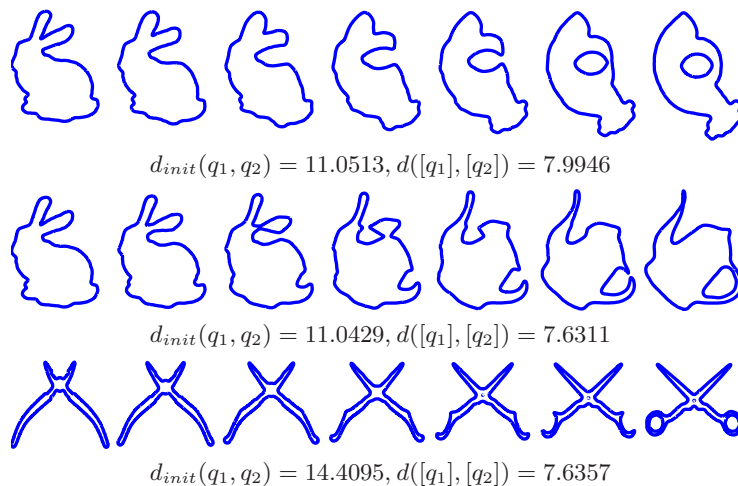 d_{init}(q_1, q_2) = 11.0513, d([q_1], [q_2]) = 7.9946
d_{init}(q_1, q_2) = 11.0429, d([q_1], [q_2]) = 7.6311
d_{init}(q_1, q_2) = 14.4095, d([q_1], [q_2]) = 7.6357